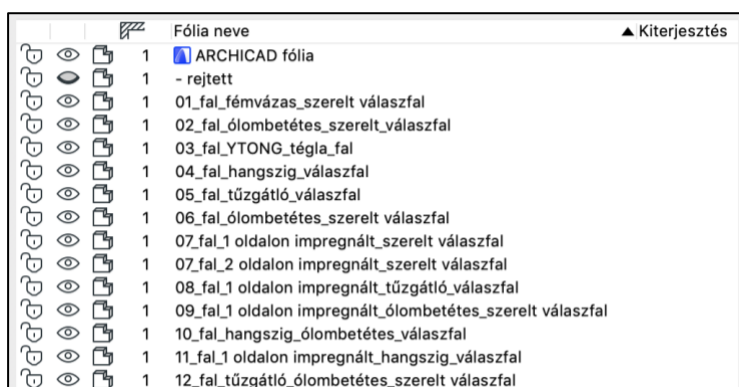 Fólia neve ▲ Kiterjesztés
1 ARCHICAD fólia
1 - rejtett
1 01_fal_fémvázas_szerelt válaszfal
1 02_fal_ólombetétes_szerelt_válaszfal
1 03_fal_YTONG_tégla_fal
1 04_fal_hangszig_válaszfal
1 05_fal_tűzgátló_válaszfal
1 06_fal_ólombetétes_szerelt válaszfal
1 07_fal_1 oldalon impregnált_szerelt válaszfal
1 07_fal_2 oldalon impregnált_szerelt válaszfal
1 08_fal_1 oldalon impregnált_tűzgátló_válaszfal
1 09_fal_1 oldalon impregnált_ólombetétes_szerelt válaszfal
1 10_fal_hangszig_ólombetétes_válaszfal
1 11_fal_1 oldalon impregnált_hangszig_válaszfal
1 12_fal_tűzgátló_ólombetétes_szerelt válaszfal